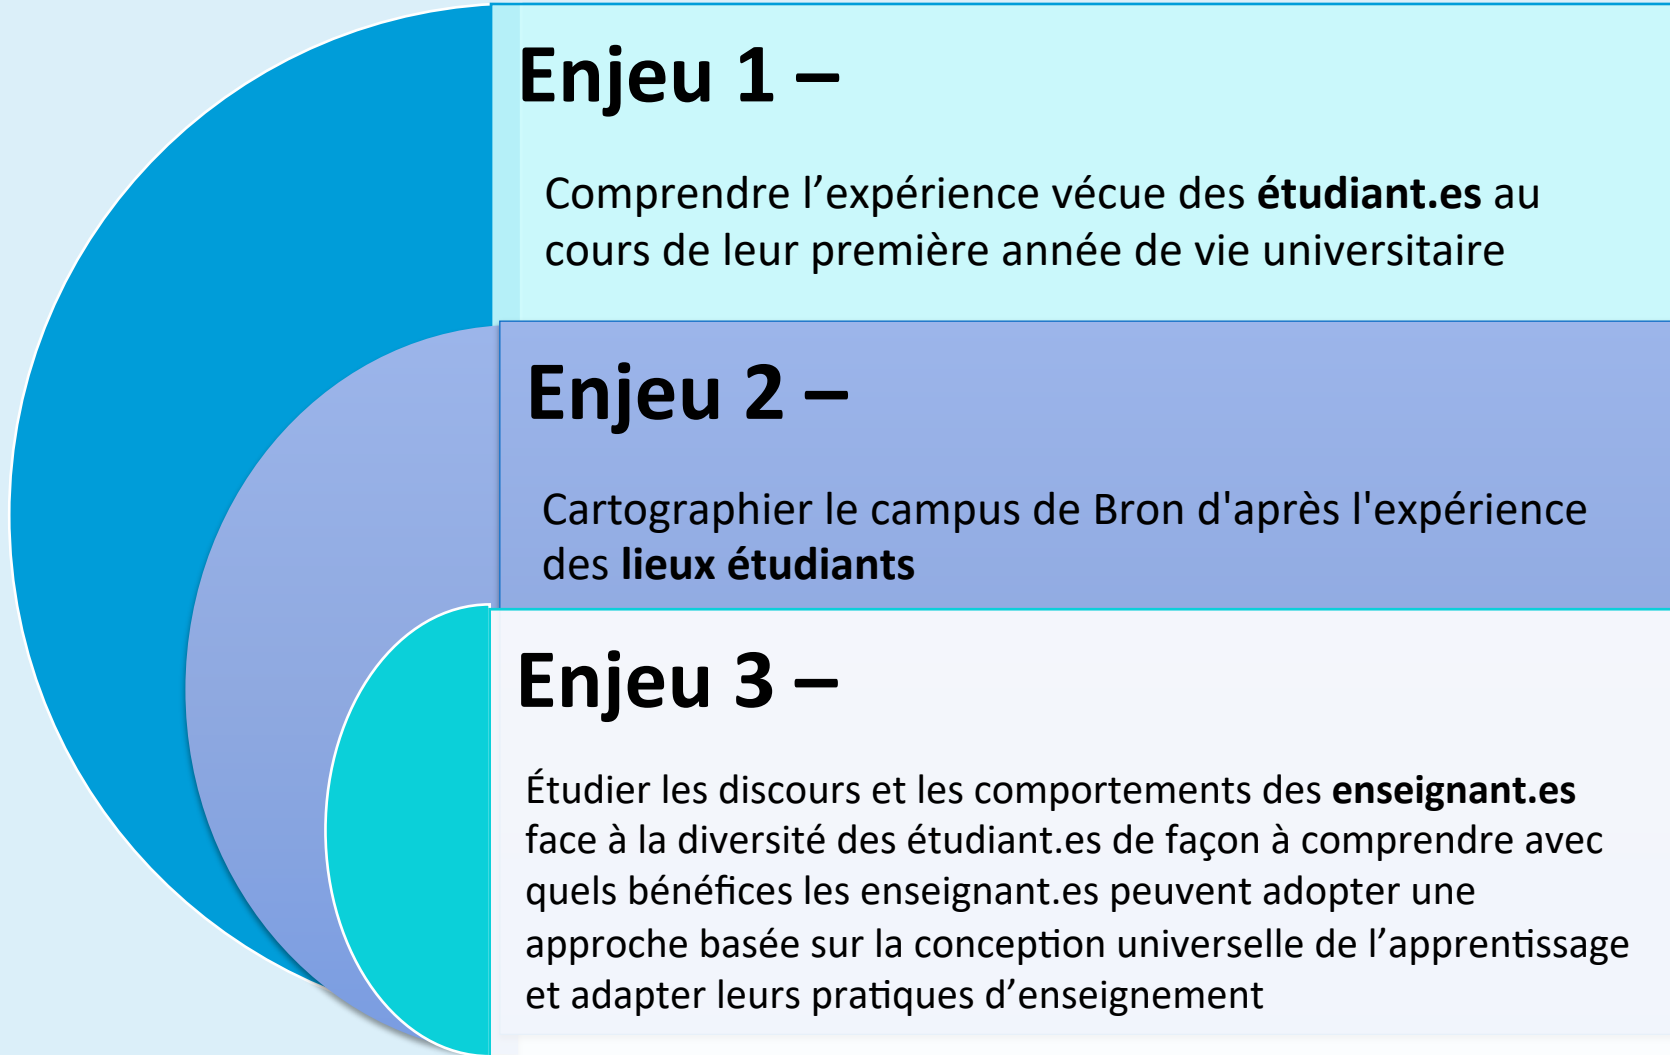 Enjeu 1 –
Comprendre l’expérience vécue des étudiant.es au
cours de leur première année de vie universitaire
Enjeu 2 –
Cartographier le campus de Bron d'après l'expérience
des lieux étudiants
Enjeu 3 –
Étudier les discours et les comportements des enseignant.es
face à la diversité des étudiant.es de façon à comprendre avec
quels bénéfices les enseignant.es peuvent adopter une
approche basée sur la conception universelle de l’apprentissage
et adapter leurs pratiques d’enseignement